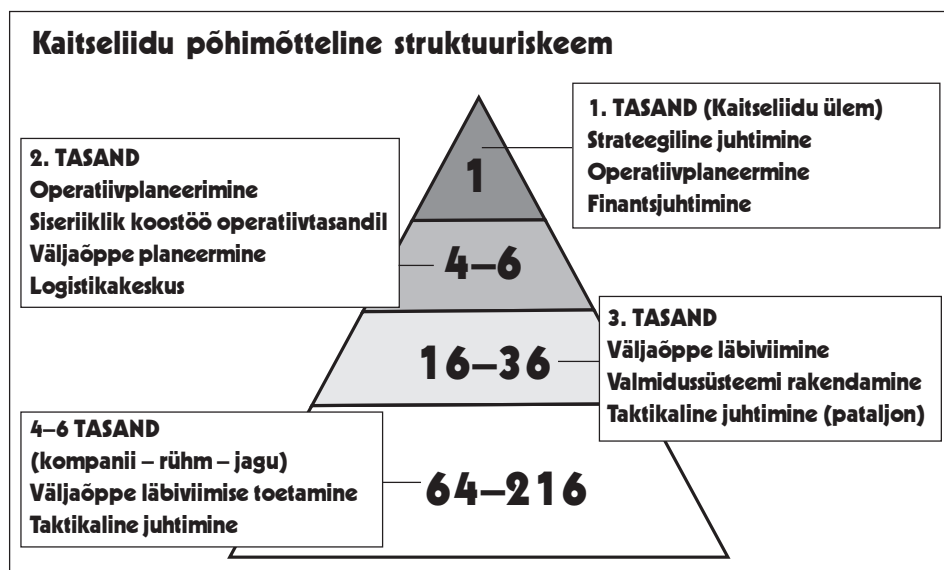 Kaitseliidu põhimõtteline struktuuriskeem
1. TASAND (Kaitseliidu ülem)
Strateegiline juhtimine
Operatiivplaneermine
Finantsjuhtimine
1
2. TASAND
Operatiivplaneerimine
Siseriiklik koostöö operatiivtasandil
Väljaõppe planeermine
Logistikakeskus
4–6
3. TASAND
Väljaõppe läbiviimine
Valmidussüsteemi rakendamine
Taktikaline juhtimine (pataljon)
16–36
4–6 TASAND
(kompanii – rühm – jagu)
Väljaõppe läbiviimise toetamine
Taktikaline juhtimine
64–216